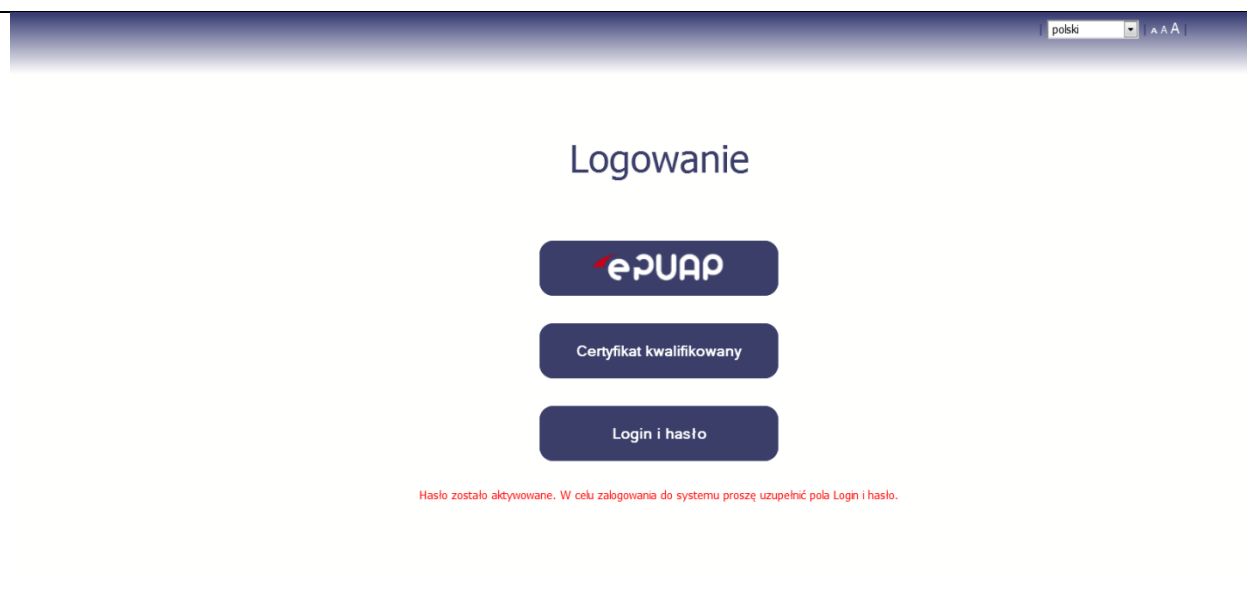 polski
A A A
Logowanie
ePUAP
Certyfikat kwalifikowany
Login i hasło
Hasło zostało aktywowane. W celu zalogowania do systemu proszę uzupełnić pola Login i hasło.